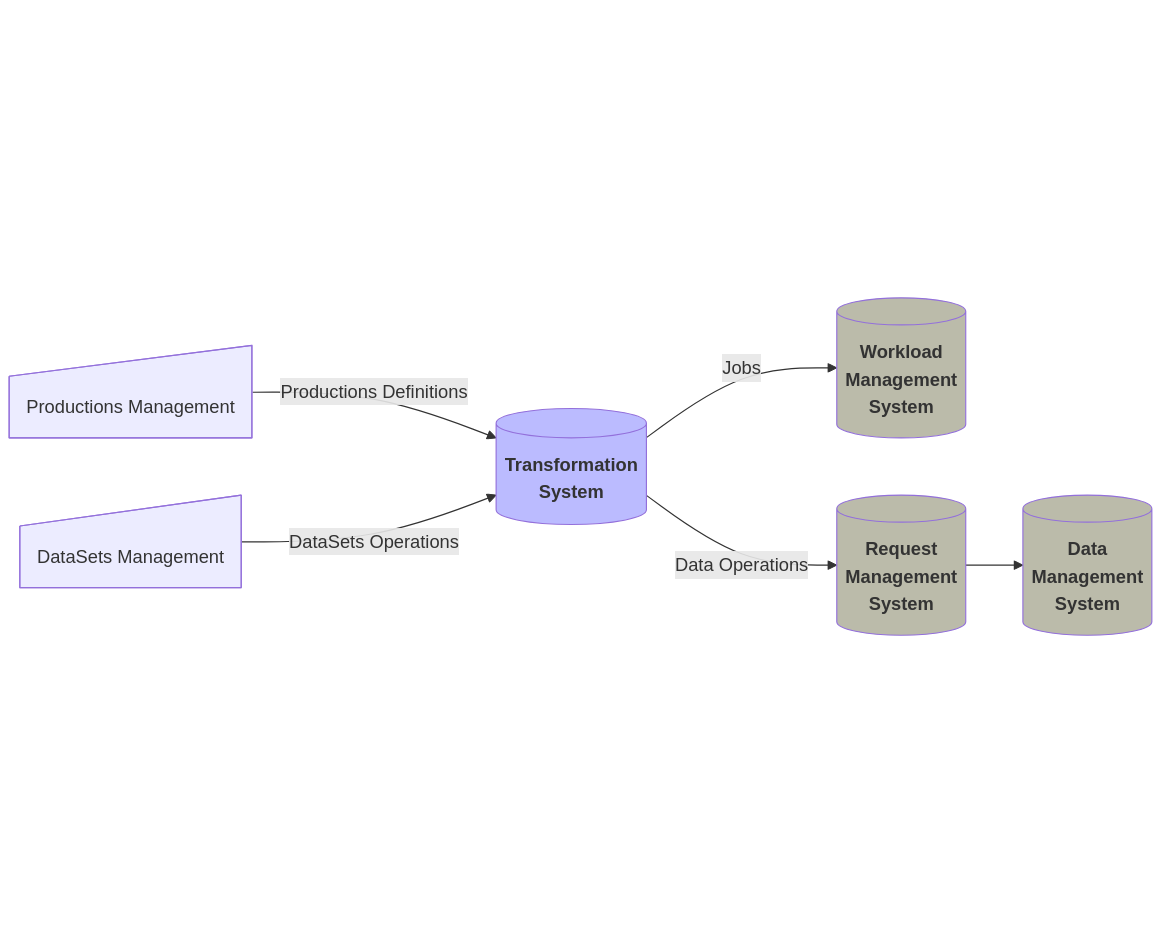 Productions Management
Productions Definitions
DataSets Management
DataSets Operations
Transformation
System
Jobs
Data Operations
Workload
Management
System
Request
Management
System
Data
Management
System